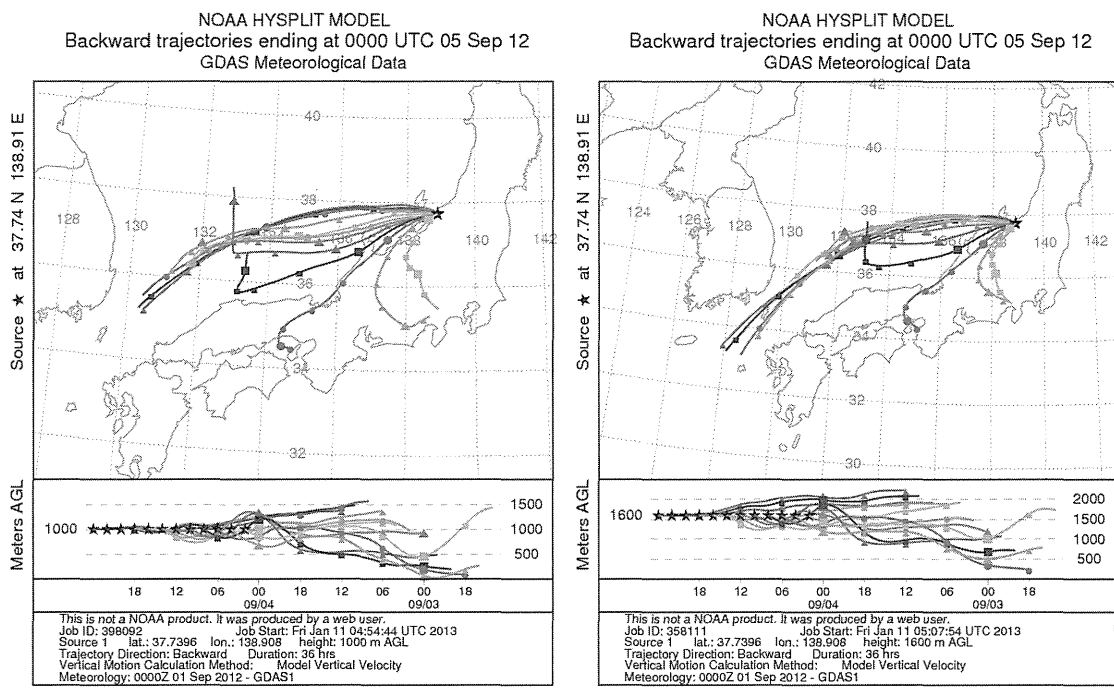 NOAA HYSPLIT MODEL
Backward trajectories ending at 0000 UTC 05 Sep 12
GDAS Meteorological Data
Source ★ at 37.74 N 138.91 E
40
38
128
130
132
136
138
142
36
34
32
Meters AGL
1000
1500
1000
500
18 12 06 00 18 12 06 00 18
09/04 09/03
This is not a NOAA product. It was produced by a web user.
Job ID: 398092 Job Start: Fri Jan 11 04:54:44 UTC 2013
Source 1 lat.: 37.7396 lon.: 138.908 height: 1000 m AGL
Trajectory Direction: Backward Duration: 36 hrs
Vertical Motion Calculation Method: Model Vertical Velocity
Meteorology: 0000Z 01 Sep 2012 - GDAS1
NOAA HYSPLIT MODEL
Backward trajectories ending at 0000 UTC 05 Sep 12
GDAS Meteorological Data
Source ★ at 37.74 N 138.91 E
42
40
38
124
126
128
130
140
142
36
34
32
30
Meters AGL
1600
2000
1500
1000
500
18 12 06 00 18 12 06 00 18
09/04 09/03
This is not a NOAA product. It was produced by a web user.
Job ID: 358111 Job Start: Fri Jan 11 05:07:54 UTC 2013
Source 1 lat.: 37.7396 lon.: 138.908 height: 1600 m AGL
Trajectory Direction: Backward Duration: 36 hrs
Vertical Motion Calculation Method: Model Vertical Velocity
Meteorology: 0000Z 01 Sep 2012 - GDAS1